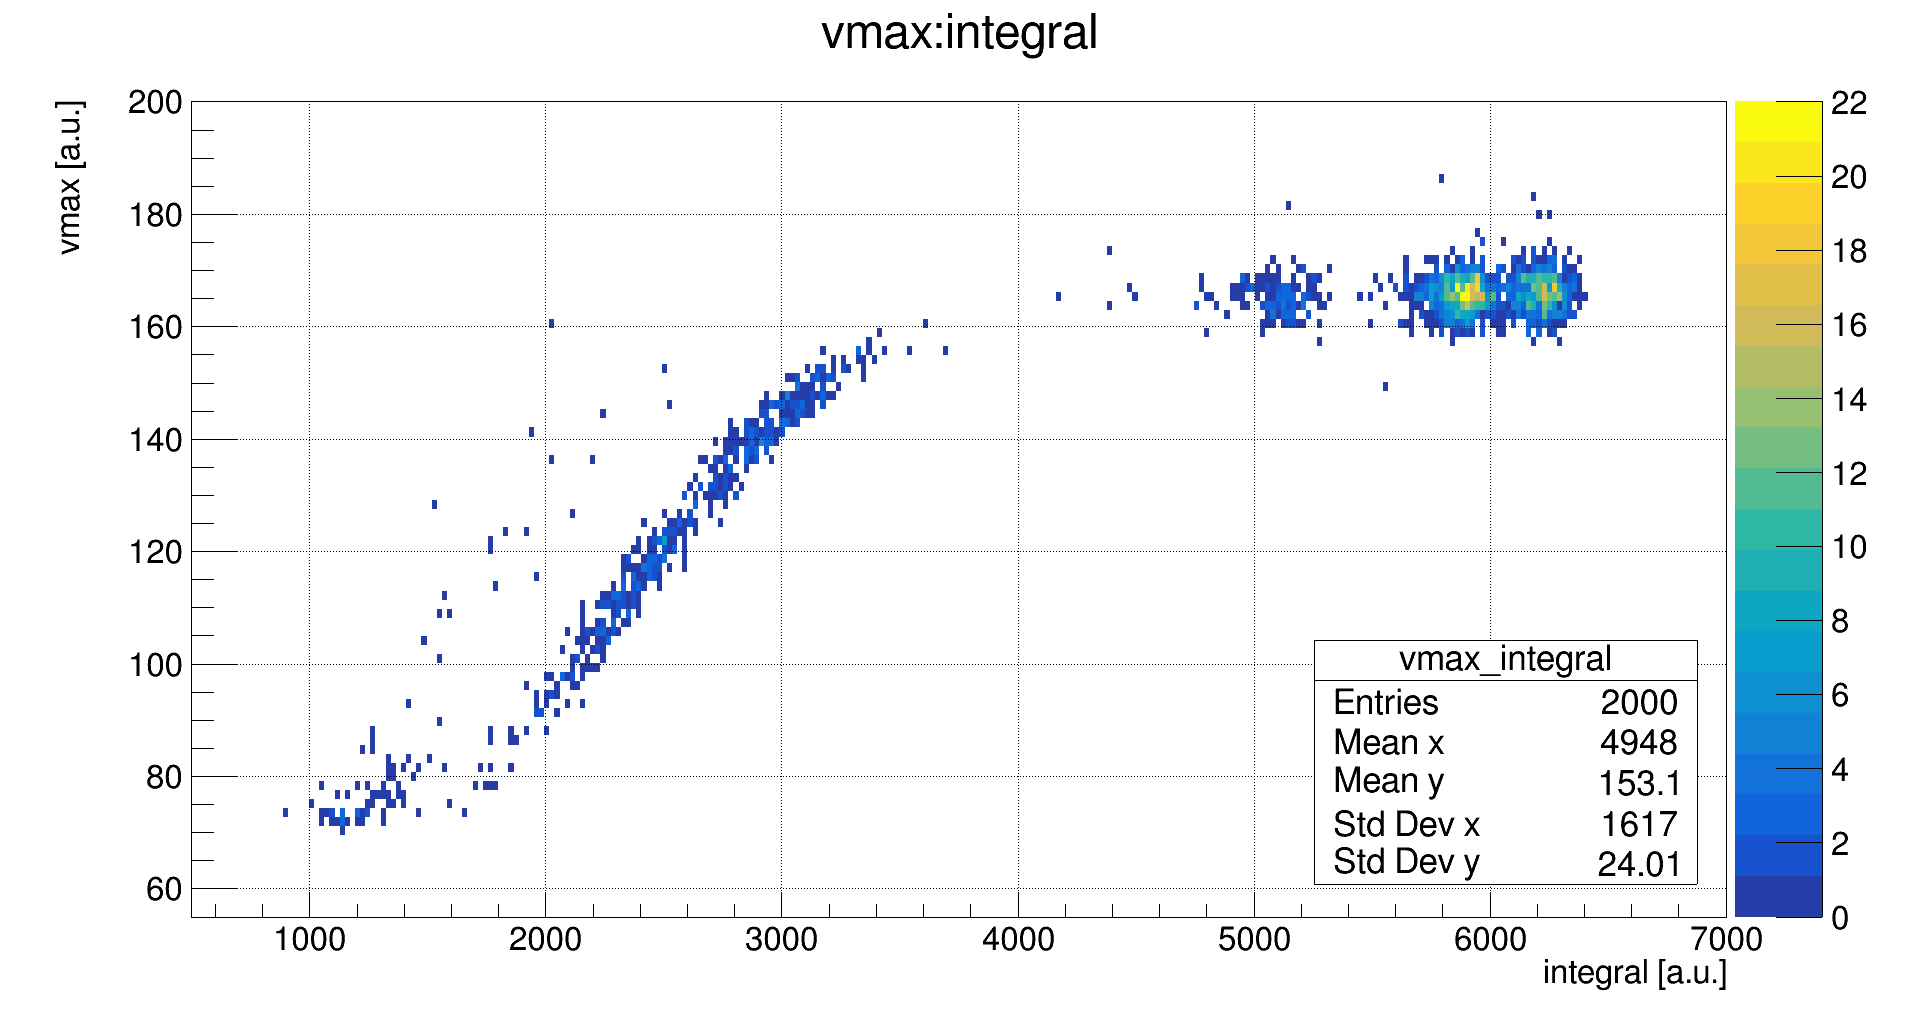 vmax:integral
vmax [a.u.]
200
180
160
140
120
100
80
60
1000 2000 3000 4000 5000 6000 7000
integral [a.u.]
vmax_integral
Entries 2000
Mean x 4948
Mean y 153.1
Std Dev x 1617
Std Dev y 24.01
22
20
18
16
14
12
10
8
6
4
2
0